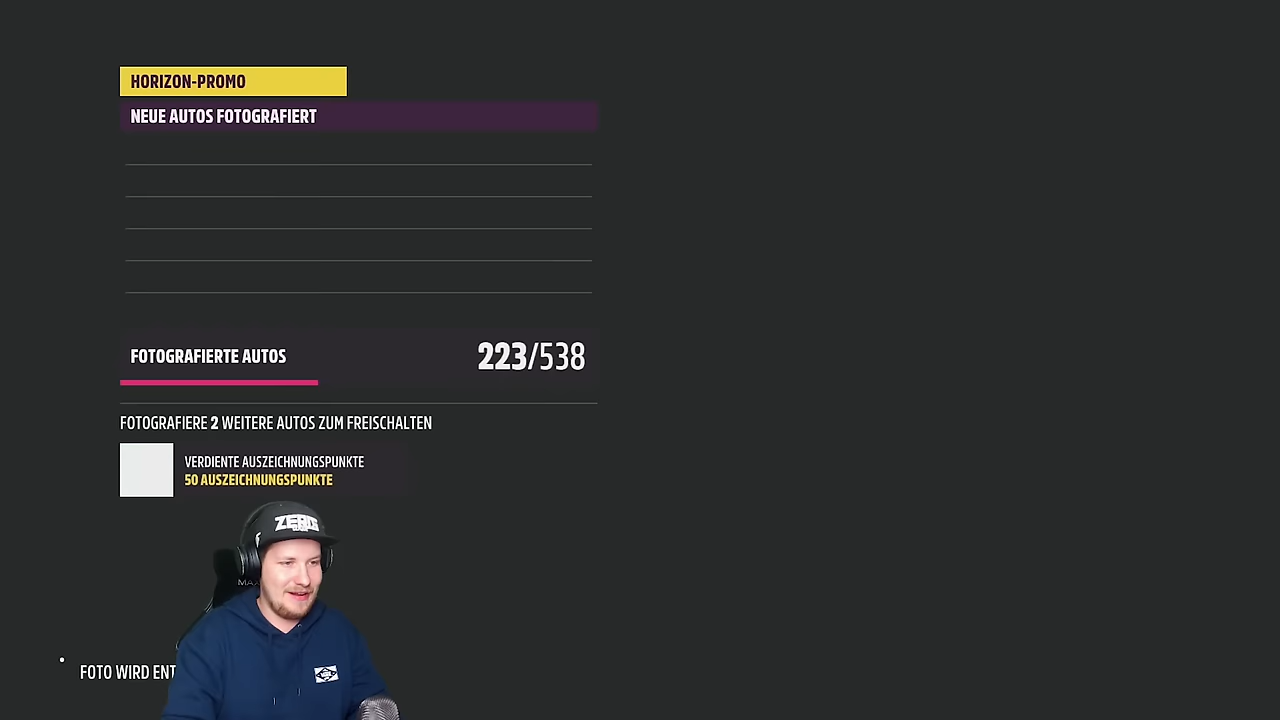 HORIZON-PROMO
NEUE AUTOS FOTOGRAFIERT
FOTOGRAFIERTE AUTOS
223/538
FOTOGRAFIERE 2 WEITERE AUTOS ZUM FREISCHALTEN
VERDIENTE AUSZEICHNUNGSPUNKTE
50 AUSZEICHNUNGSPUNKTE
FOTO WIRD ENT